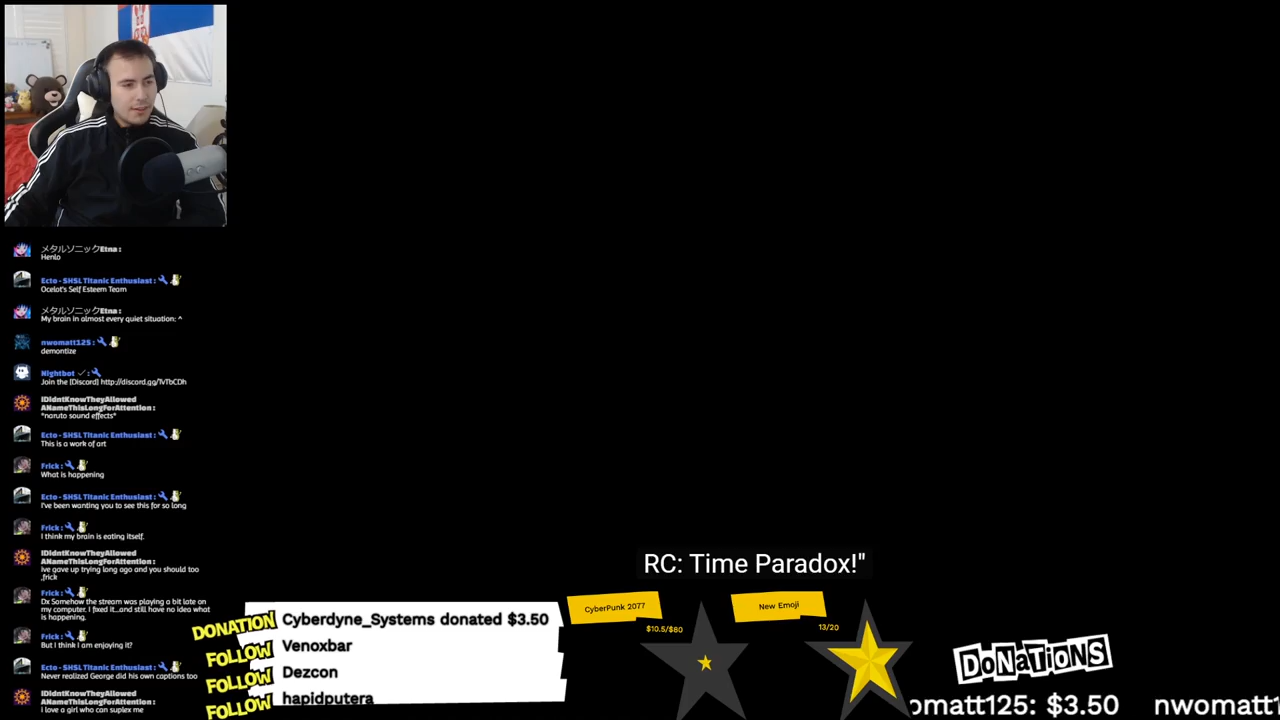 メタルソニックEtna :
Henlo
Ecto - SHSL Titanic Enthusiast :
Ocelot's Self Esteem Team
メタルソニックEtna :
My brain in almost every quiet situation: ^
nwomatt125 :
demontize
Nightbot ✓ :
Join the [Discord] http://discord.gg/1VTbCDh
IDidntKnowTheyAllowed
ANameThisLongForAttention :
*naruto sound effects*
Ecto - SHSL Titanic Enthusiast :
This is a work of art
Frick :
What is happening
Ecto - SHSL Titanic Enthusiast :
I've been wanting you to see this for so long
Frick :
I think my brain is eating itself.
IDidntKnowTheyAllowed
ANameThisLongForAttention :
Ive gave up trying long ago and you should too
,frick
Frick :
Dx Somehow the stream was playing a bit late on
my computer. I fixed it...and still have no idea what
is happening.
Frick :
But I think I am enjoying it?
Ecto - SHSL Titanic Enthusiast :
Never realized George did his own captions too
IDidntKnowTheyAllowed
ANameThisLongForAttention :
I love a girl who can suplex me
RC: Time Paradox!"
DONATION Cyberdyne_Systems donated $3.50
FOLLOW Venoxbar
FOLLOW Dezcon
FOLLOW hapidputera
CyberPunk 2077
$10.5/$80
New Emoji
13/20
DoNaTioNS
omatt125: $3.50 nwomatt1